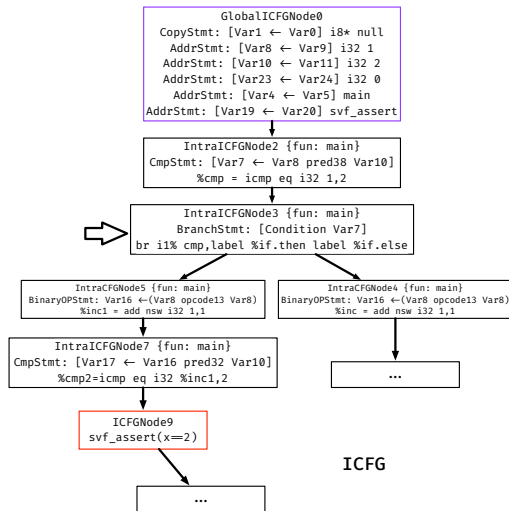 GlobalICFGNode0
CopyStmt: [Var1 ← Var0] i8* null
AddrStmt: [Var8 ← Var9] i32 1
AddrStmt: [Var10 ← Var11] i32 2
AddrStmt: [Var23 ← Var24] i32 0
AddrStmt: [Var4 ← Var5] main
AddrStmt: [Var19 ← Var20] svf_assert
IntraICFGNode2 {fun: main}
CmpStmt: [Var7 ← Var8 pred38 Var10]
%cmp = icmp eq i32 1,2
IntraICFGNode3 {fun: main}
BranchStmt: [Condition Var7]
br i1% cmp,label %if.then label %if.else
IntraCFGNode5 {fun: main}
BinaryOPStmt: Var16 ←(Var8 opcode13 Var8)
%inc1 = add nsw i32 1,1
IntraCFGNode4 {fun: main}
BinaryOPStmt: Var16 ←(Var8 opcode13 Var8)
%inc = add nsw i32 1,1
IntraICFGNode7 {fun: main}
CmpStmt: [Var17 ← Var16 pred32 Var10]
%cmp2=icmp eq i32 %inc1,2
...
ICFGNode9
svf_assert(x==2)
ICFG
...